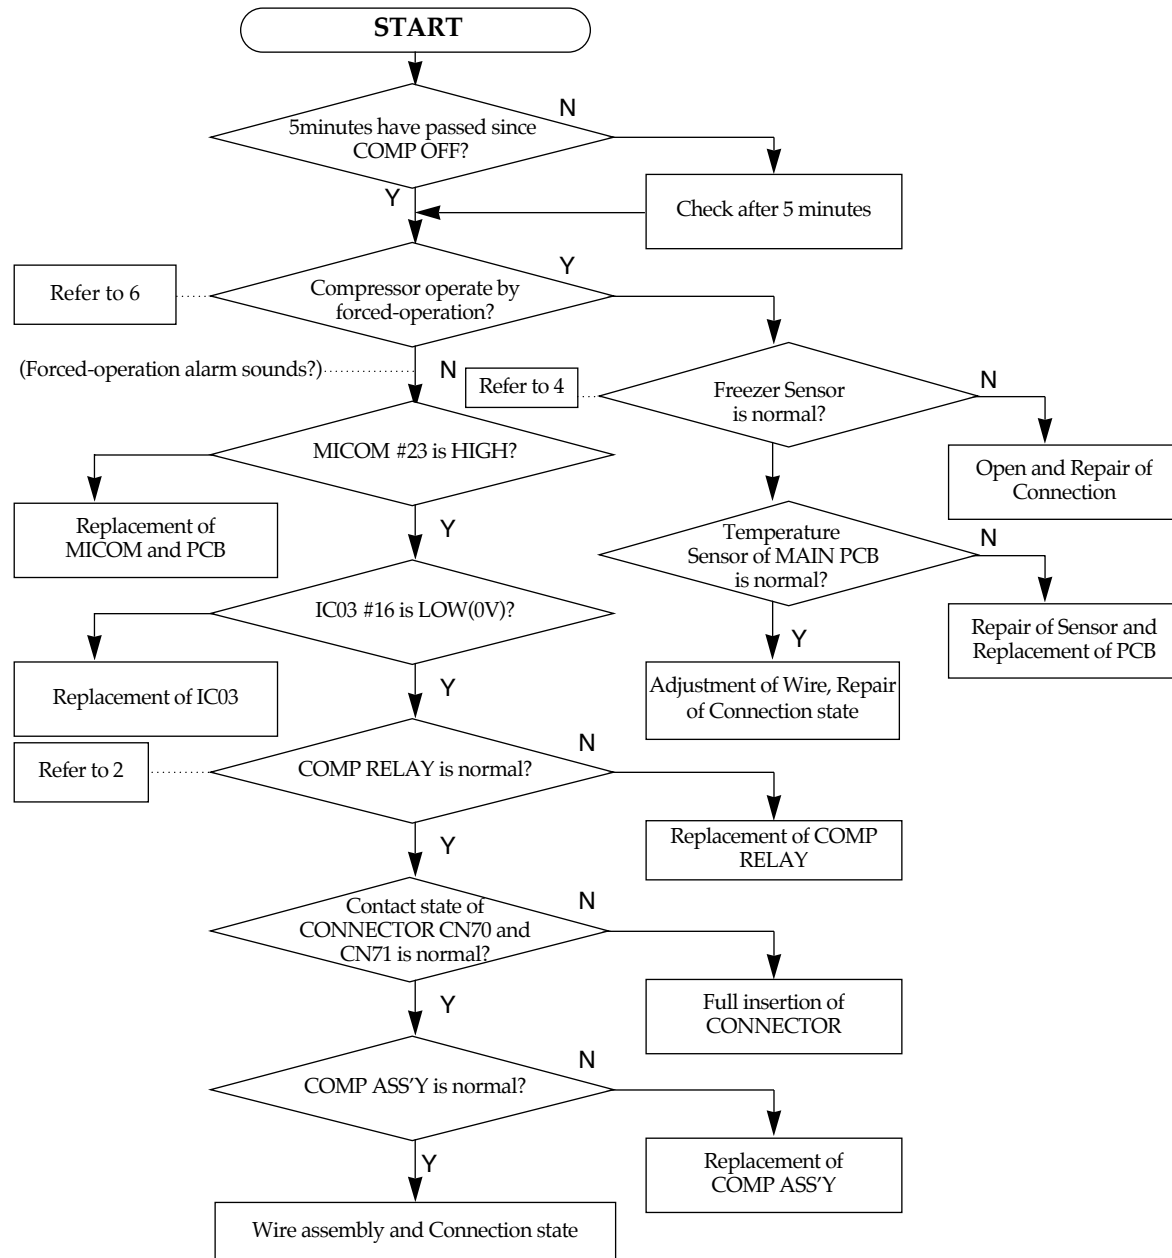 START
N
5minutes have passed since
COMP OFF?
Y
Check after 5 minutes
Y
Refer to 6
Compressor operate by
forced-operation?
(Forced-operation alarm sounds?)
N
Refer to 4
Freezer Sensor
is normal?
N
MICOM #23 is HIGH?
Open and Repair of
Connection
Replacement of
MICOM and PCB
Y
Temperature
Sensor of MAIN PCB
is normal?
N
IC03 #16 is LOW(0V)?
Y
Repair of Sensor and
Replacement of PCB
Replacement of IC03
Y
Adjustment of Wire, Repair
of Connection state
Refer to 2
COMP RELAY is normal?
N
Y
Replacement of COMP
RELAY
Contact state of
CONNECTOR CN70 and
CN71 is normal?
N
Y
Full insertion of
CONNECTOR
COMP ASS'Y is normal?
N
Y
Replacement of
COMP ASS'Y
Wire assembly and Connection state